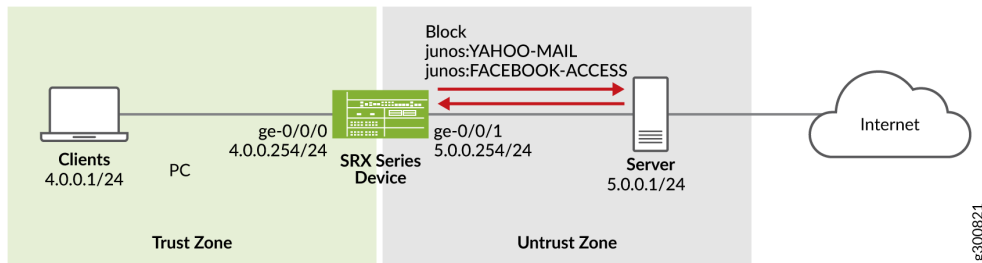 Block
junos:YAHOO-MAIL
junos:FACEBOOK-ACCESS
Internet
ge-0/0/0
4.0.0.254/24
ge-0/0/1
5.0.0.254/24
Clients
4.0.0.1/24
PC
SRX Series
Device
Server
5.0.0.1/24
Trust Zone
Untrust Zone
g300821